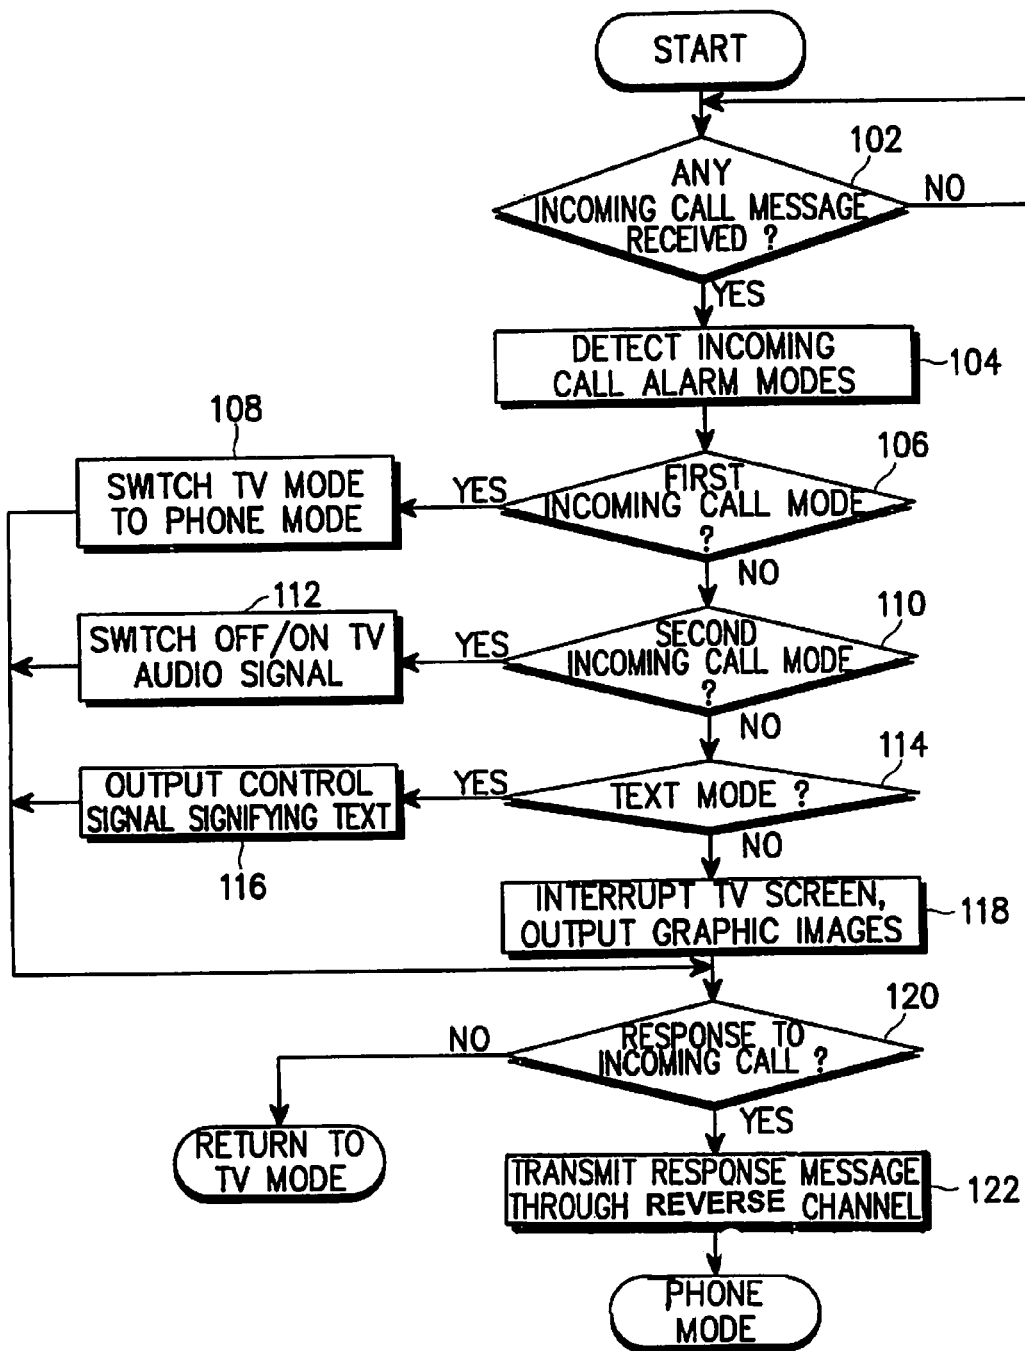 START
102
ANY
INCOMING CALL MESSAGE
RECEIVED ?
NO
YES
DETECT INCOMING
CALL ALARM MODES
104
106
FIRST
INCOMING CALL MODE
?
YES
NO
108
SWITCH TV MODE
TO PHONE MODE
110
SECOND
INCOMING CALL MODE
?
YES
NO
112
SWITCH OFF/ON TV
AUDIO SIGNAL
114
TEXT MODE ?
YES
NO
OUTPUT CONTROL
SIGNAL SIGNIFYING TEXT
116
INTERRUPT TV SCREEN,
OUTPUT GRAPHIC IMAGES
118
120
RESPONSE TO
INCOMING CALL ?
NO
YES
RETURN TO
TV MODE
TRANSMIT RESPONSE MESSAGE
THROUGH REVERSE CHANNEL
122
PHONE
MODE